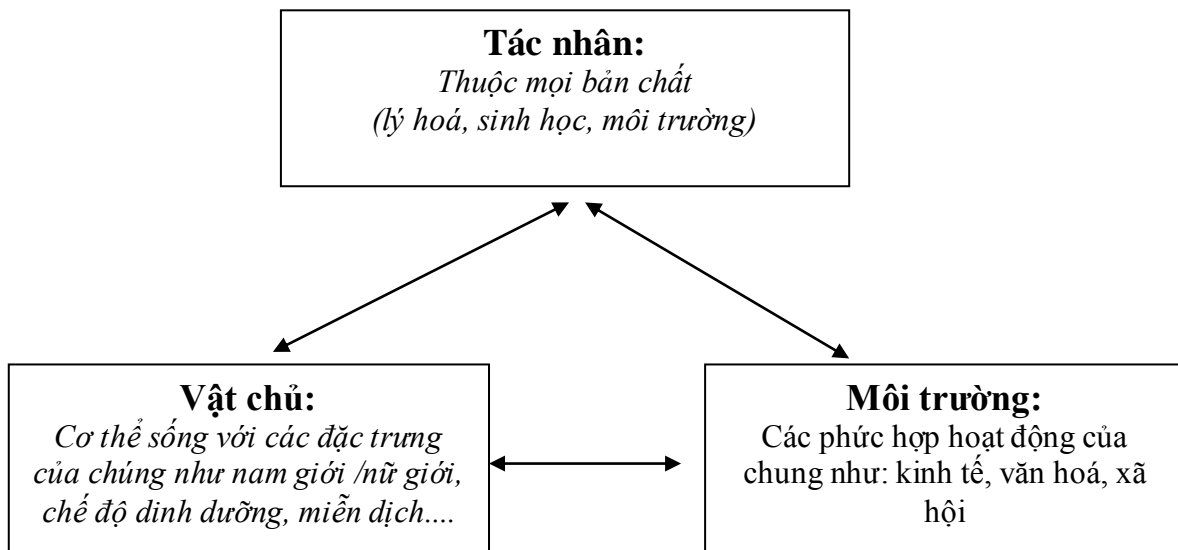 Tác nhân:
Thuộc mọi bản chất
(lý hoá, sinh học, môi trường)
Vật chủ:
Cơ thể sống với các đặc trưng
của chúng như nam giới /nữ giới,
chế độ dinh dưỡng, miễn dịch....
Môi trường:
Các phức hợp hoạt động của
chung như: kinh tế, văn hoá, xã
hội